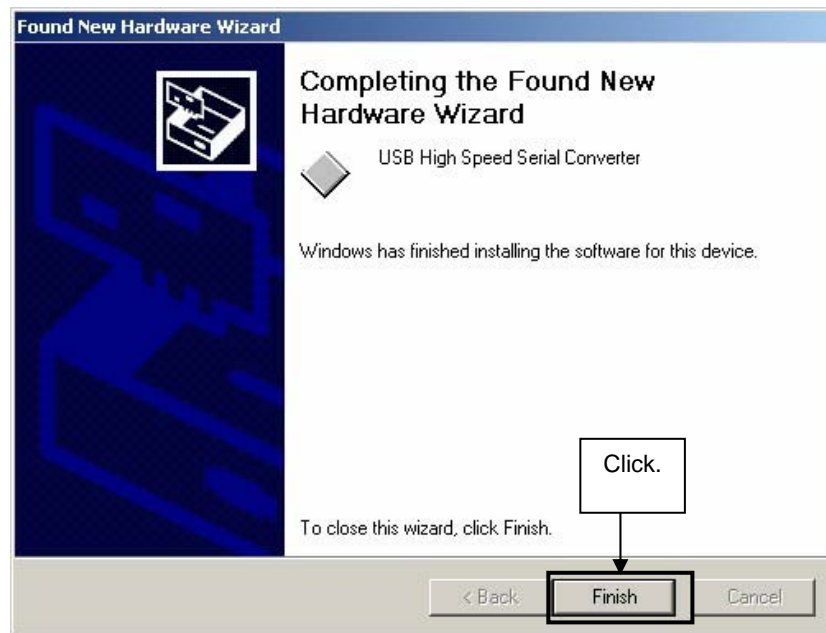 Found New Hardware Wizard
Completing the Found New
Hardware Wizard
USB High Speed Serial Converter
Windows has finished installing the software for this device.
Click.
To close this wizard, click Finish.
< Back
Finish
Cancel